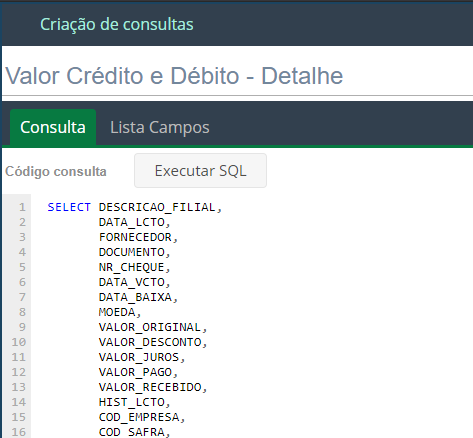 Criação de consultas
Valor Crédito e Débito - Detalhe
Consulta Lista Campos
Código consulta Executar SQL
1 SELECT DESCRICAO_FILIAL,
2 DATA_LCTO,
3 FORNECEDOR,
4 DOCUMENTO,
5 NR_CHEQUE,
6 DATA_VCTO,
7 DATA_BAIXA,
8 MOEDA,
9 VALOR_ORIGINAL,
10 VALOR_DESCONTO,
11 VALOR_JUROS,
12 VALOR_PAGO,
13 VALOR_RECEBIDO,
14 HIST_LCTO,
15 COD_EMPRESA,
16 COD_SAFRA,